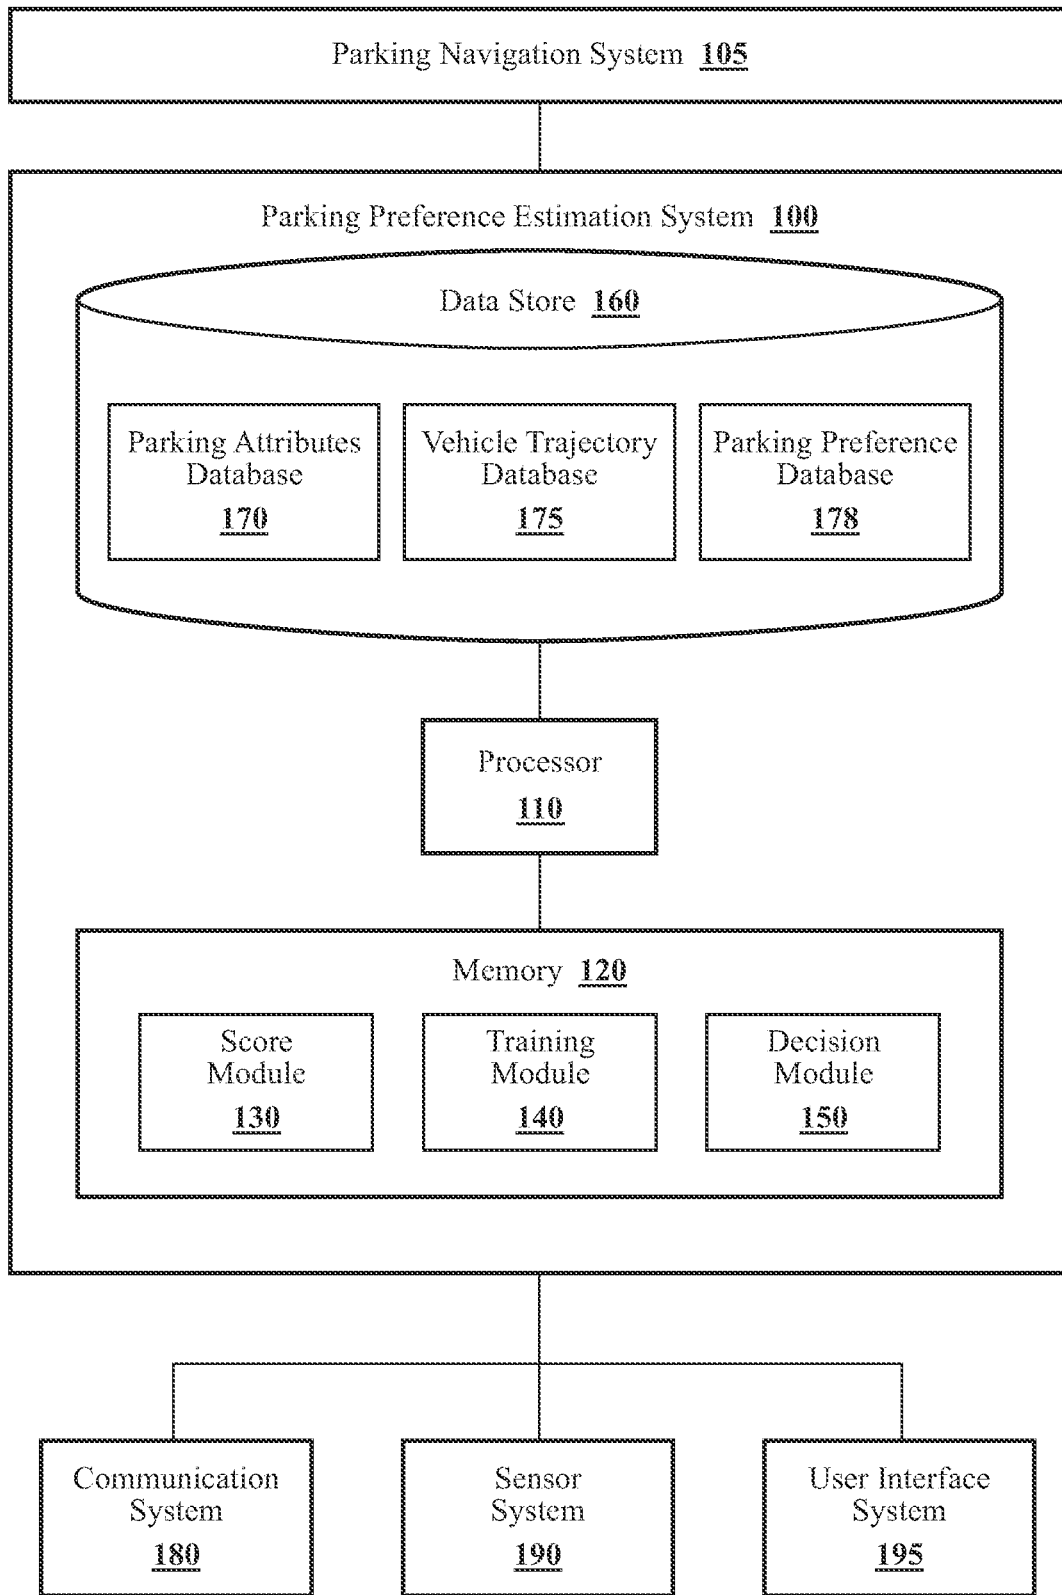 Parking Navigation System 105
Parking Preference Estimation System 100
Data Store 160
Parking Attributes
Database
170
Vehicle Trajectory
Database
175
Parking Preference
Database
178
Processor
110
Memory 120
Score
Module
130
Training
Module
140
Decision
Module
150
Communication
System
180
Sensor
System
190
User Interface
System
195